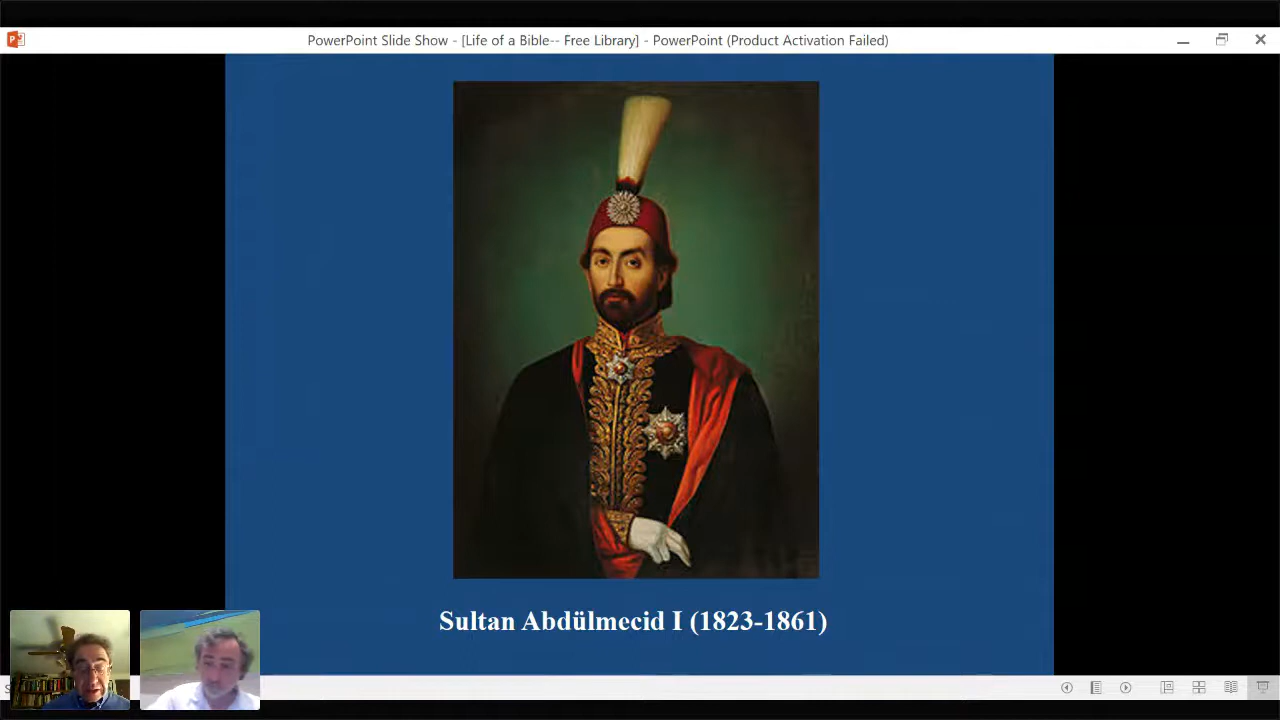 PowerPoint Slide Show - [Life of a Bible-- Free Library] - PowerPoint (Product Activation Failed)
Sultan Abdülmecid I (1823-1861)